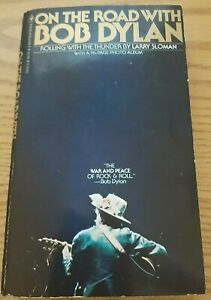 ON THE ROAD WITH
BOB DYLAN
ROLLING WITH THE THUNDER BY LARRY SLOMAN
WITH A 16-PAGE PHOTO ALBUM
"THE
WAR AND PEACE
OF ROCK & ROLL."
—Bob Dylan